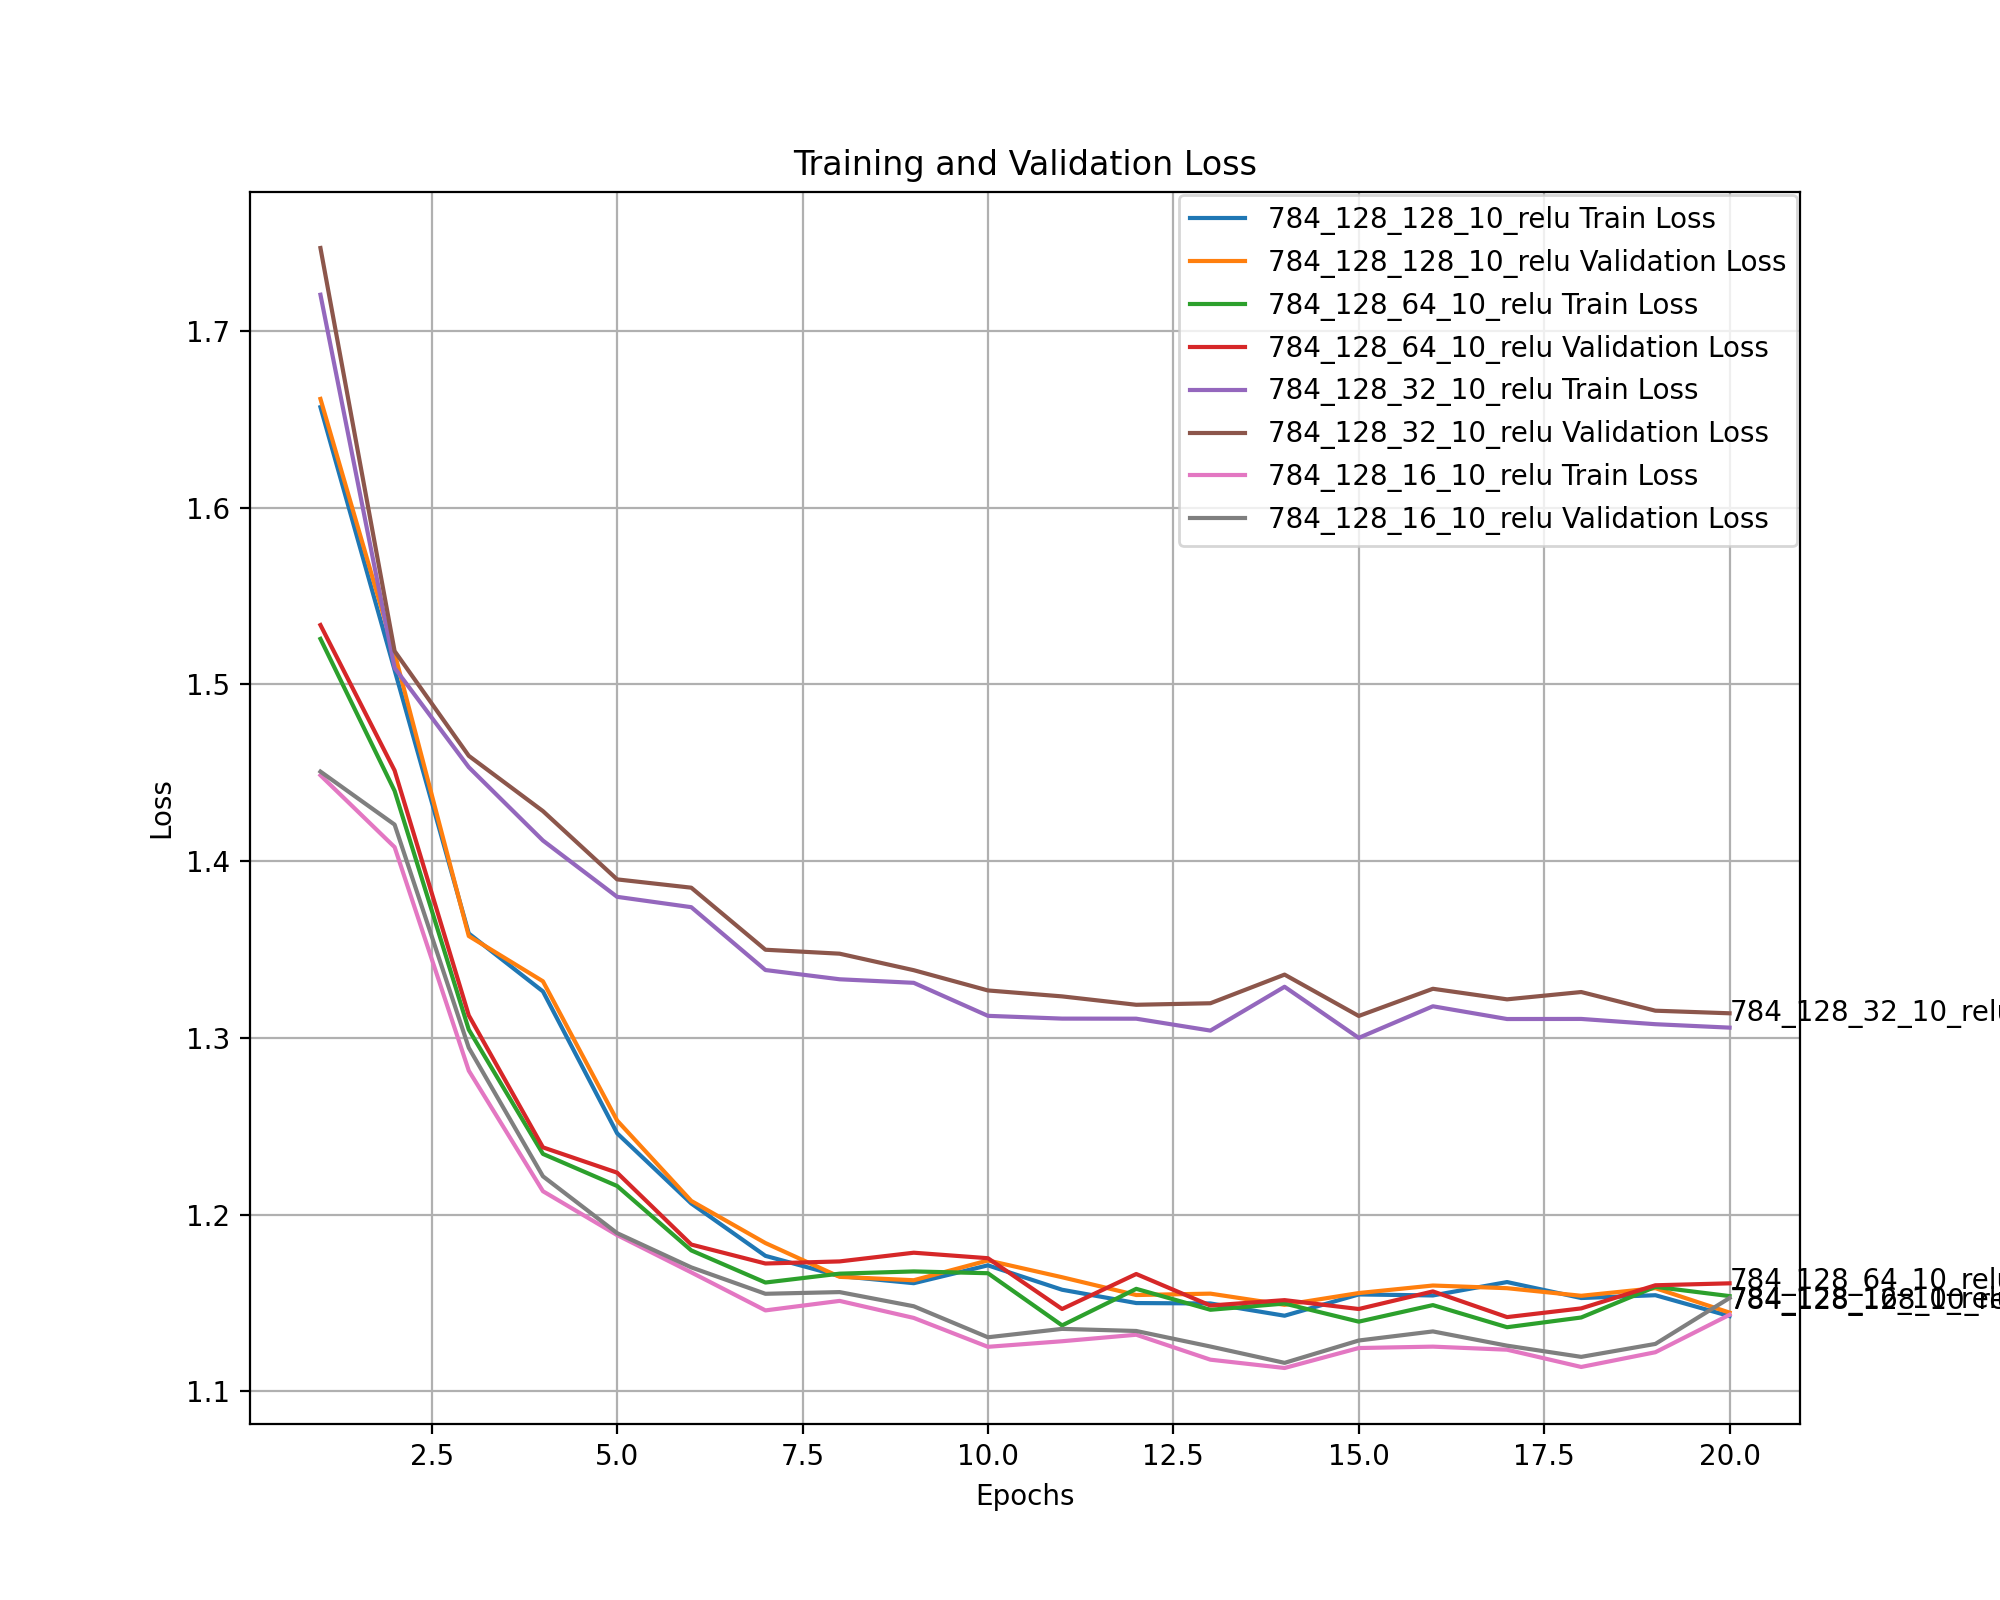 Training and Validation Loss
784_128_128_10_relu Train Loss
784_128_128_10_relu Validation Loss
784_128_64_10_relu Train Loss
784_128_64_10_relu Validation Loss
784_128_32_10_relu Train Loss
784_128_32_10_relu Validation Loss
784_128_16_10_relu Train Loss
784_128_16_10_relu Validation Loss
1.7
1.6
1.5
1.4
1.3
1.2
1.1
Loss
784_128_32_10_relu
784_128_64_10_relu
2.5
5.0
7.5
10.0
12.5
15.0
17.5
20.0
Epochs